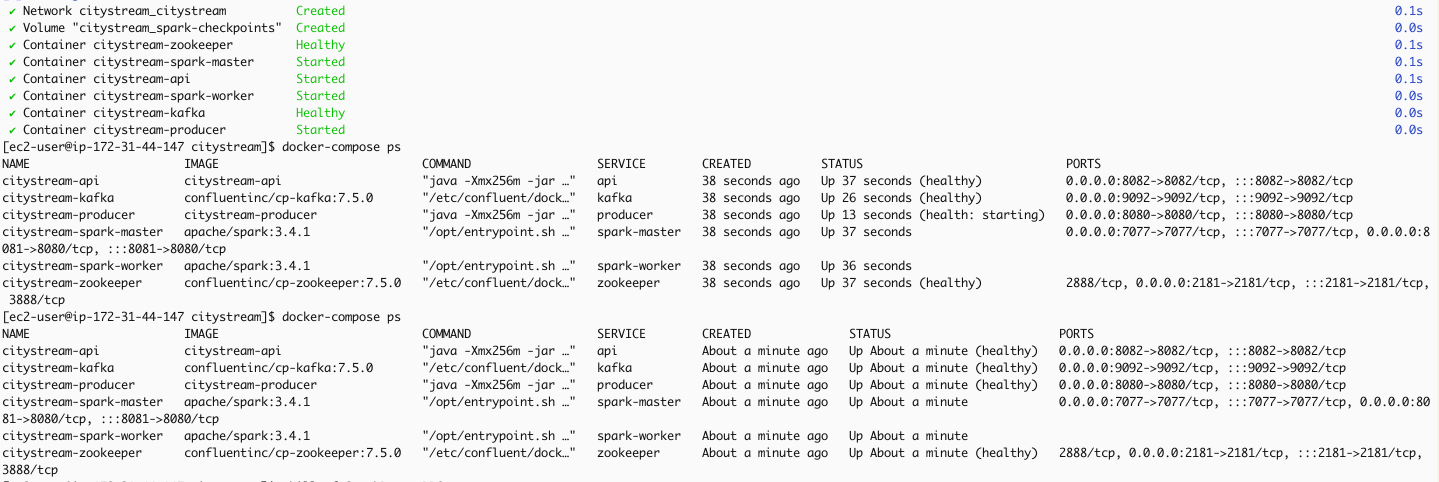 ✔ Network citystream_citystream Created 0.1s
✔ Volume "citystream_spark-checkpoints" Created 0.0s
✔ Container citystream-zookeeper Healthy 0.1s
✔ Container citystream-spark-master Started 0.1s
✔ Container citystream-api Started 0.1s
✔ Container citystream-spark-worker Started 0.0s
✔ Container citystream-kafka Healthy 0.0s
✔ Container citystream-producer Started 0.0s
[ec2-user@ip-172-31-44-147 citystream]$ docker-compose ps
NAME IMAGE COMMAND SERVICE CREATED STATUS PORTS
citystream-api citystream-api "java -Xmx256m -jar …" api 38 seconds ago Up 37 seconds (healthy) 0.0.0.0:8082->8082/tcp, :::8082->8082/tcp
citystream-kafka confluentinc/cp-kafka:7.5.0 "/etc/confluent/dock…" kafka 38 seconds ago Up 26 seconds (healthy) 0.0.0.0:9092->9092/tcp, :::9092->9092/tcp
citystream-producer citystream-producer "java -Xmx256m -jar …" producer 38 seconds ago Up 13 seconds (health: starting) 0.0.0.0:8080->8080/tcp, :::8080->8080/tcp
citystream-spark-master apache/spark:3.4.1 "/opt/entrypoint.sh …" spark-master 38 seconds ago Up 37 seconds 0.0.0.0:7077->7077/tcp, :::7077->7077/tcp, 0.0.0.0:8
081->8080/tcp, :::8081->8080/tcp
citystream-spark-worker apache/spark:3.4.1 "/opt/entrypoint.sh …" spark-worker 38 seconds ago Up 36 seconds
citystream-zookeeper confluentinc/cp-zookeeper:7.5.0 "/etc/confluent/dock…" zookeeper 38 seconds ago Up 37 seconds (healthy) 2888/tcp, 0.0.0.0:2181->2181/tcp, :::2181->2181/tcp,
3888/tcp
[ec2-user@ip-172-31-44-147 citystream]$ docker-compose ps
NAME IMAGE COMMAND SERVICE CREATED STATUS PORTS
citystream-api citystream-api "java -Xmx256m -jar …" api About a minute ago Up About a minute (healthy) 0.0.0.0:8082->8082/tcp, :::8082->8082/tcp
citystream-kafka confluentinc/cp-kafka:7.5.0 "/etc/confluent/dock…" kafka About a minute ago Up About a minute (healthy) 0.0.0.0:9092->9092/tcp, :::9092->9092/tcp
citystream-producer citystream-producer "java -Xmx256m -jar …" producer About a minute ago Up About a minute (healthy) 0.0.0.0:8080->8080/tcp, :::8080->8080/tcp
citystream-spark-master apache/spark:3.4.1 "/opt/entrypoint.sh …" spark-master About a minute ago Up About a minute 0.0.0.0:7077->7077/tcp, :::7077->7077/tcp, 0.0.0.0:80
81->8080/tcp, :::8081->8080/tcp
citystream-spark-worker apache/spark:3.4.1 "/opt/entrypoint.sh …" spark-worker About a minute ago Up About a minute
citystream-zookeeper confluentinc/cp-zookeeper:7.5.0 "/etc/confluent/dock…" zookeeper About a minute ago Up About a minute (healthy) 2888/tcp, 0.0.0.0:2181->2181/tcp, :::2181->2181/tcp,
3888/tcp